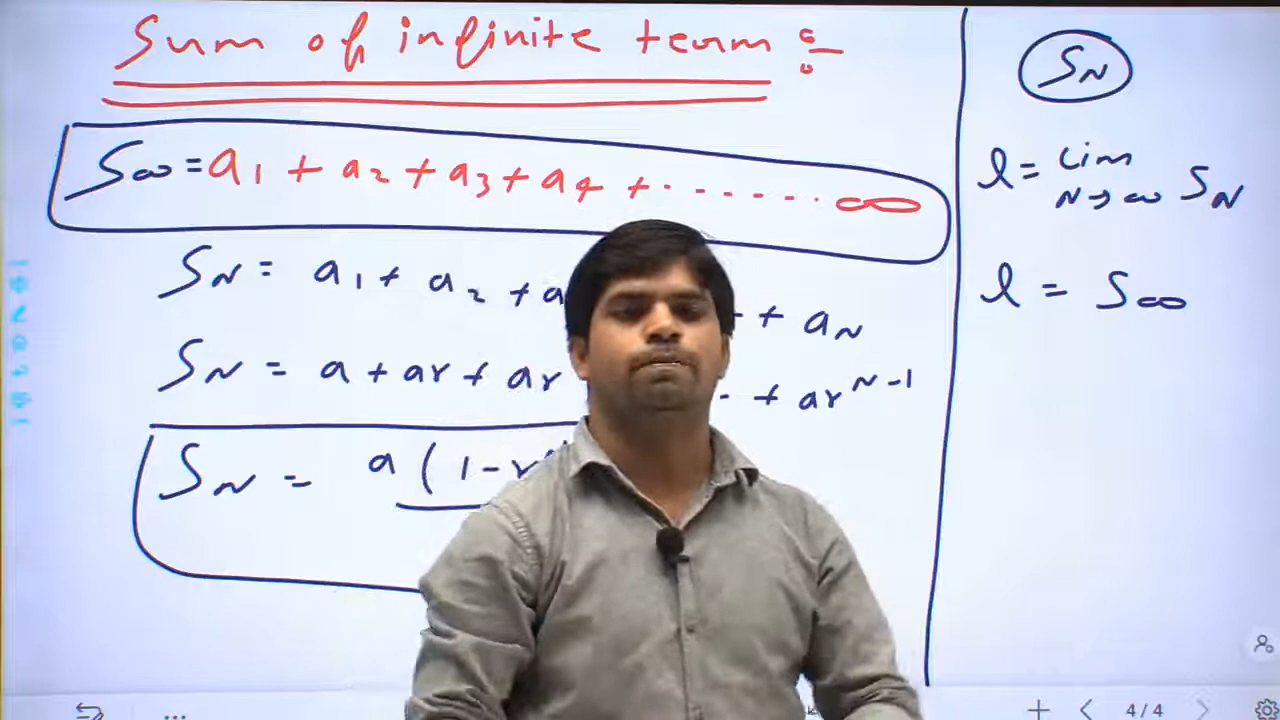 Sum of infinite term :-
S∞ = a1 + a2 + a3 + a4 + ....... ∞
SN = a1 + a2 + a + aN
SN = a + ar + ar .. + ar^N-1
SN = a(1-r
SN
l = Lim N→∞ SN
l = S∞
4/4